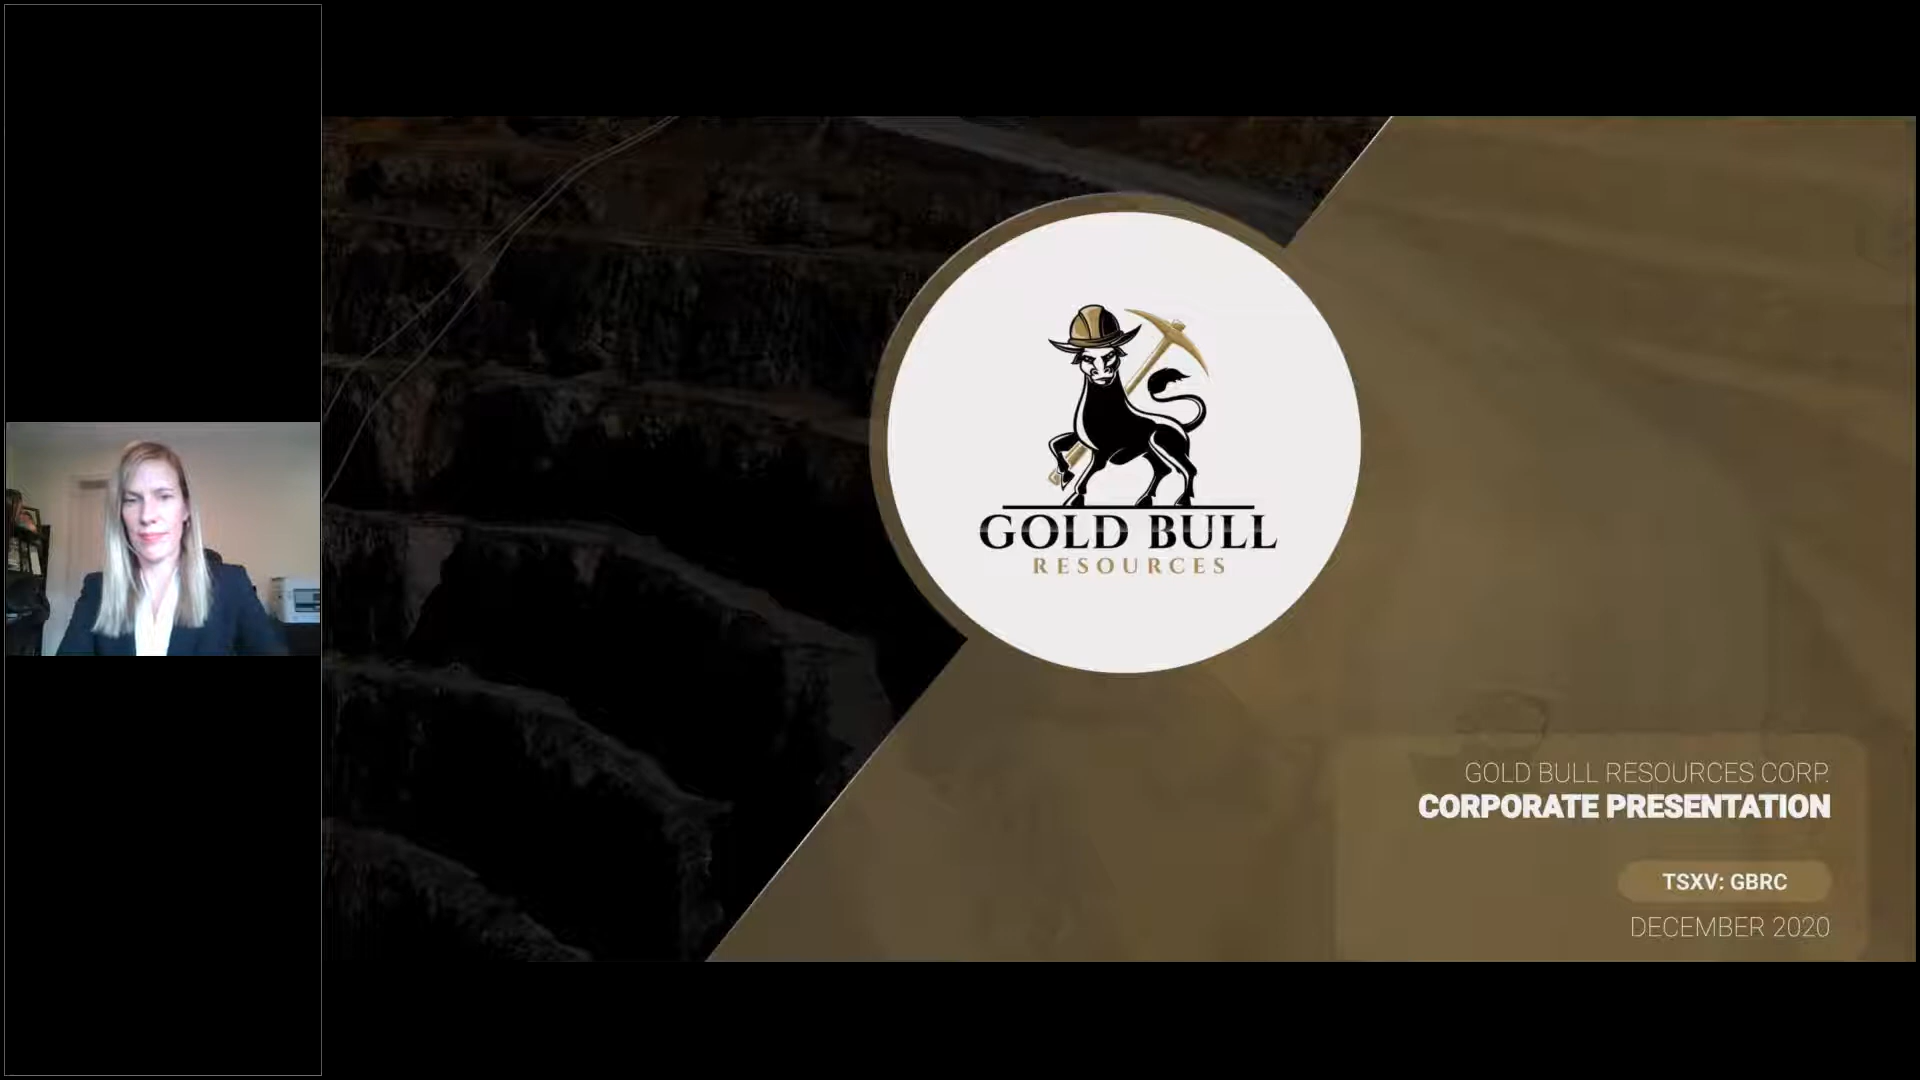 GOLD BULL
RESOURCES
GOLD BULL RESOURCES CORP.
CORPORATE PRESENTATION
TSXV: GBRC
DECEMBER 2020